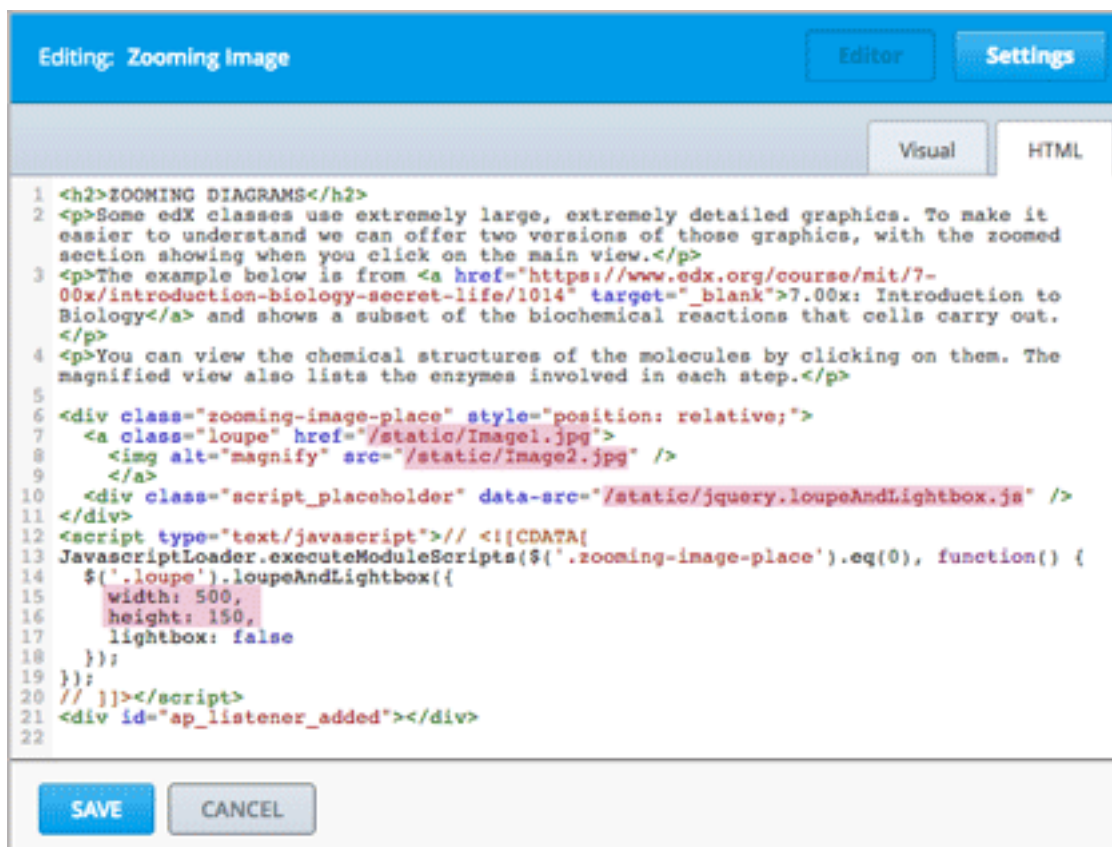 Editing: Zooming Image
Editor
Settings
Visual
HTML
1 <h2>ZOOMING DIAGRAMS</h2>
2 <p>Some edX classes use extremely large, extremely detailed graphics. To make it
easier to understand we can offer two versions of those graphics, with the zoomed
section showing when you click on the main view.</p>
3 <p>The example below is from <a href="https://www.edx.org/course/mit/7-
00x/introduction-biology-secret-life/1014" target="_blank">7.00x: Introduction to
Biology</a> and shows a subset of the biochemical reactions that cells carry out.
</p>
4 <p>You can view the chemical structures of the molecules by clicking on them. The
magnified view also lists the enzymes involved in each step.</p>
5
6 <div class="zooming-image-place" style="position: relative;">
7 <a class="loupe" href="/static/Image1.jpg">
8 <img alt="magnify" src="/static/Image2.jpg" />
9 </a>
10 <div class="script_placeholder" data-src="/static/jquery.loupeAndLightbox.js" />
11 </div>
12 <script type="text/javascript">// <![CDATA[
13 JavascriptLoader.executeModuleScripts($('.zooming-image-place').eq(0), function() {
14 $('.loupe').loupeAndLightbox({
15 width: 500,
16 height: 150,
17 lightbox: false
18 });
19 });
20 // ]]></script>
21 <div id="ap_listener_added"></div>
22
SAVE
CANCEL